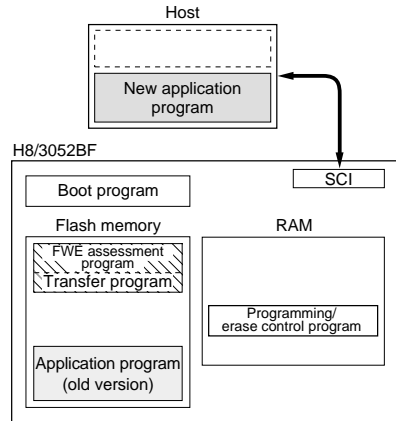 Host
New application
program
H8/3052BF
SCI
Boot program
Flash memory
RAM
FWE assessment
program
Transfer program
Programming/
erase control program
Application program
(old version)